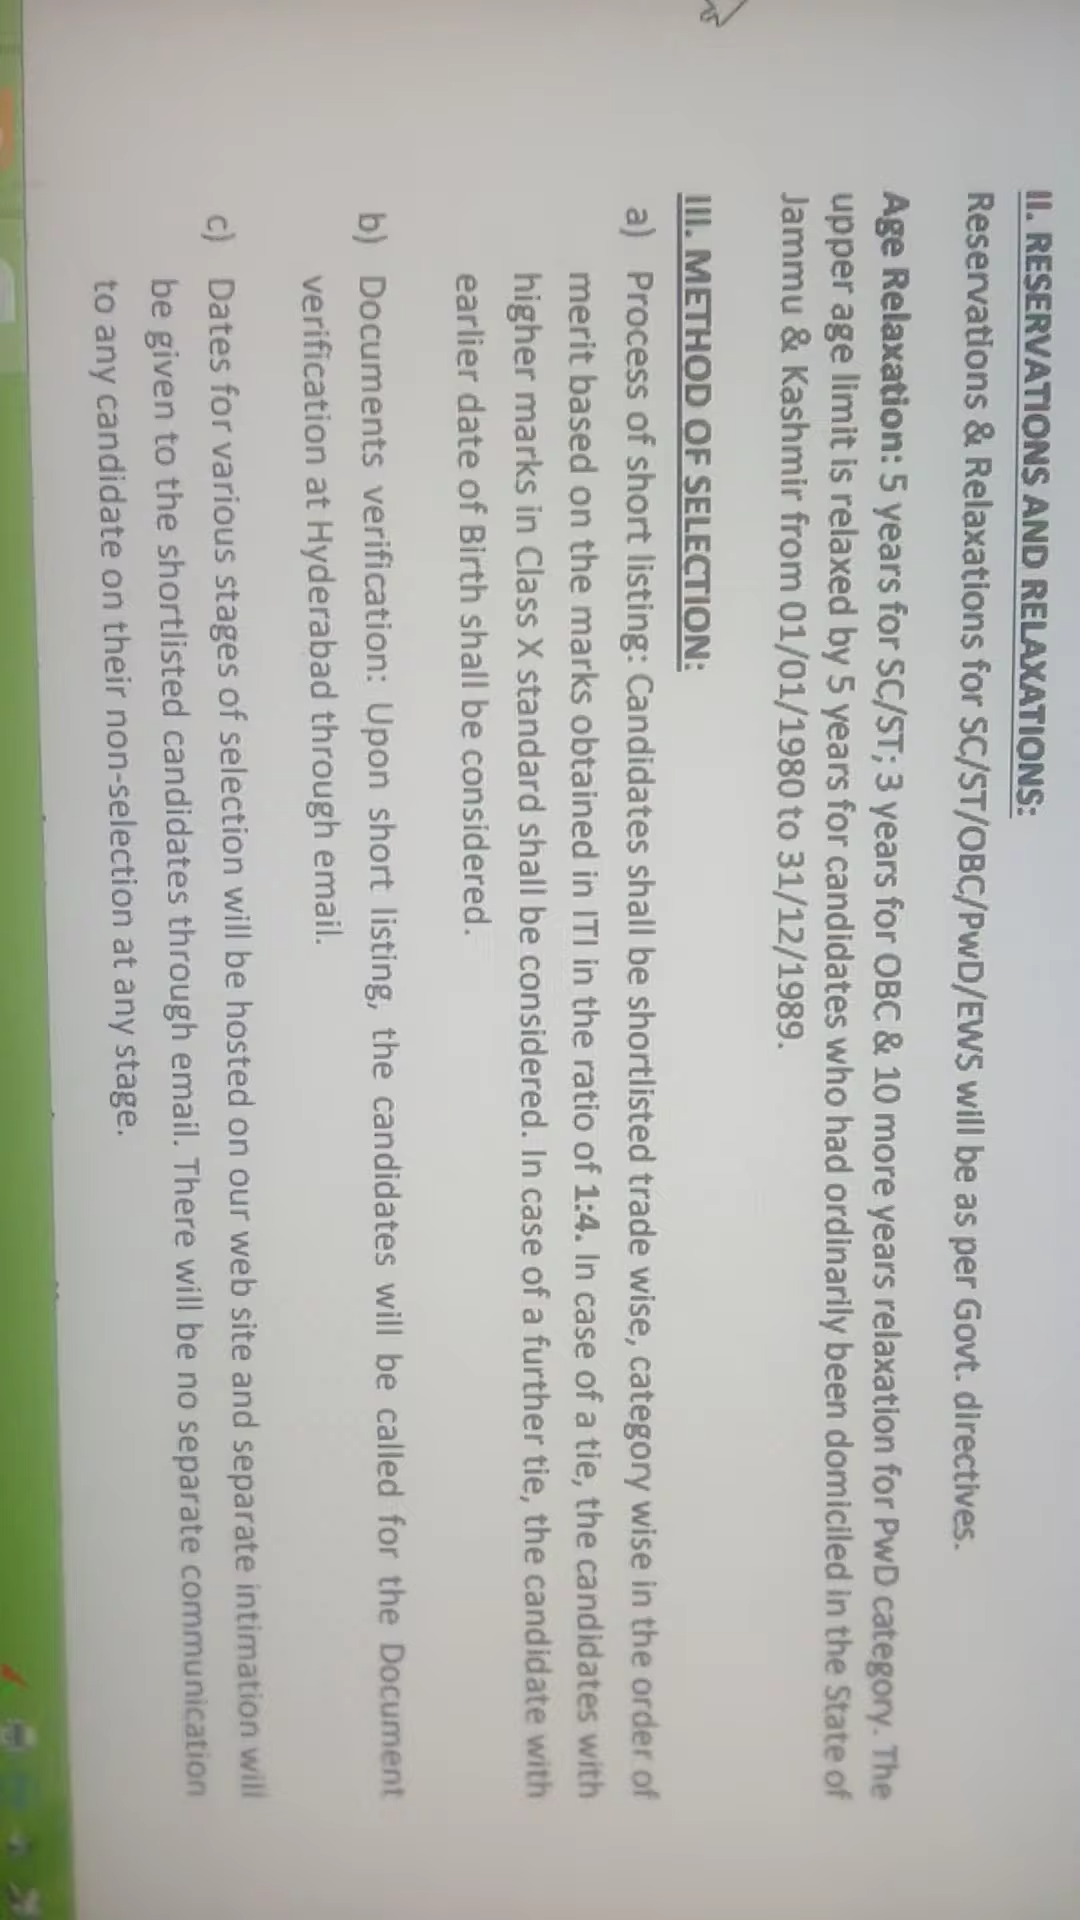 II. RESERVATIONS AND RELAXATIONS:
Reservations & Relaxations for SC/ST/OBC/PwD/EWS will be as per Govt. directives.
Age Relaxation: 5 years for SC/ST; 3 years for OBC & 10 more years relaxation for PwD category. The
upper age limit is relaxed by 5 years for candidates who had ordinarily been domiciled in the State of
Jammu & Kashmir from 01/01/1980 to 31/12/1989.
III. METHOD OF SELECTION:
a) Process of short listing: Candidates shall be shortlisted trade wise, category wise in the order of
merit based on the marks obtained in ITI in the ratio of 1:4. In case of a tie, the candidates with
higher marks in Class X standard shall be considered. In case of a further tie, the candidate with
earlier date of Birth shall be considered.
b) Documents verification: Upon short listing, the candidates will be called for the Document
verification at Hyderabad through email.
c) Dates for various stages of selection will be hosted on our web site and separate intimation will
be given to the shortlisted candidates through email. There will be no separate communication
to any candidate on their non-selection at any stage.